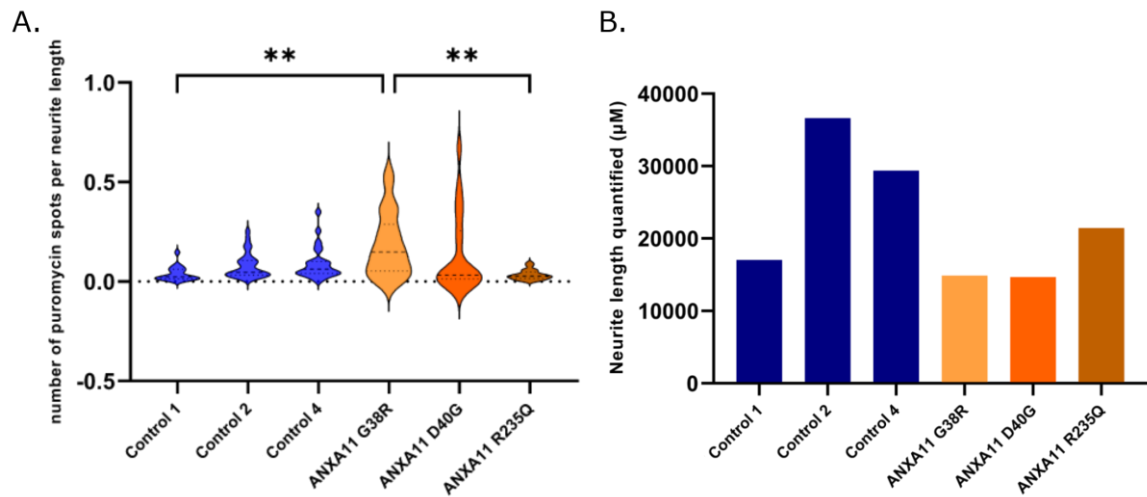 A.
number of puromycin spots per neurite length
**
**
1.0
0.5
0.0
-0.5
Control 1
Control 2
Control 4
ANXA11 G38R
ANXA11 D40G
ANXA11 R235Q
B.
Neurite length quantified (µM)
40000
30000
20000
10000
0
Control 1
Control 2
Control 4
ANXA11 G38R
ANXA11 D40G
ANXA11 R235Q